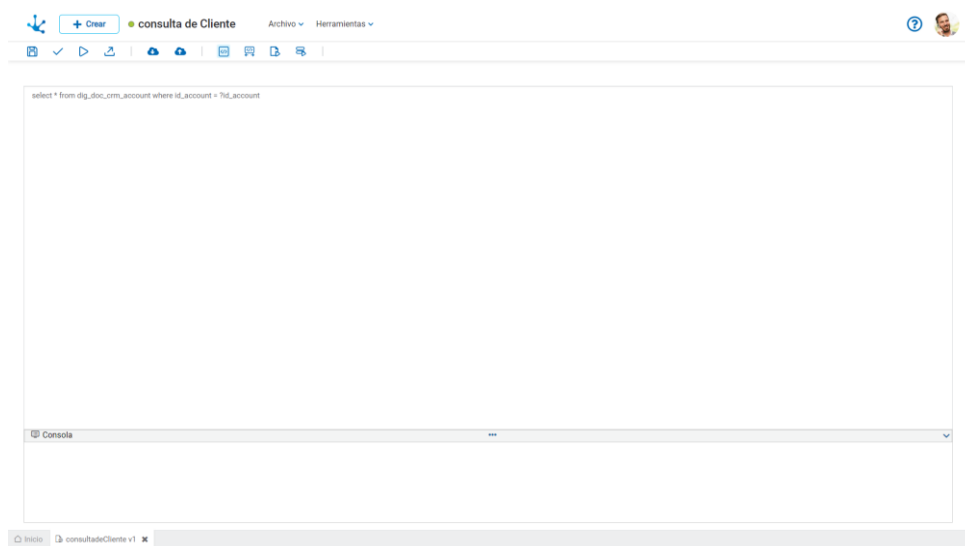 + Crear consulta de Cliente Archivo Herramientas ?
select * from dig_doc_crm_account where id_account = ?id_account
Consola
Inicio consultadeCliente v1